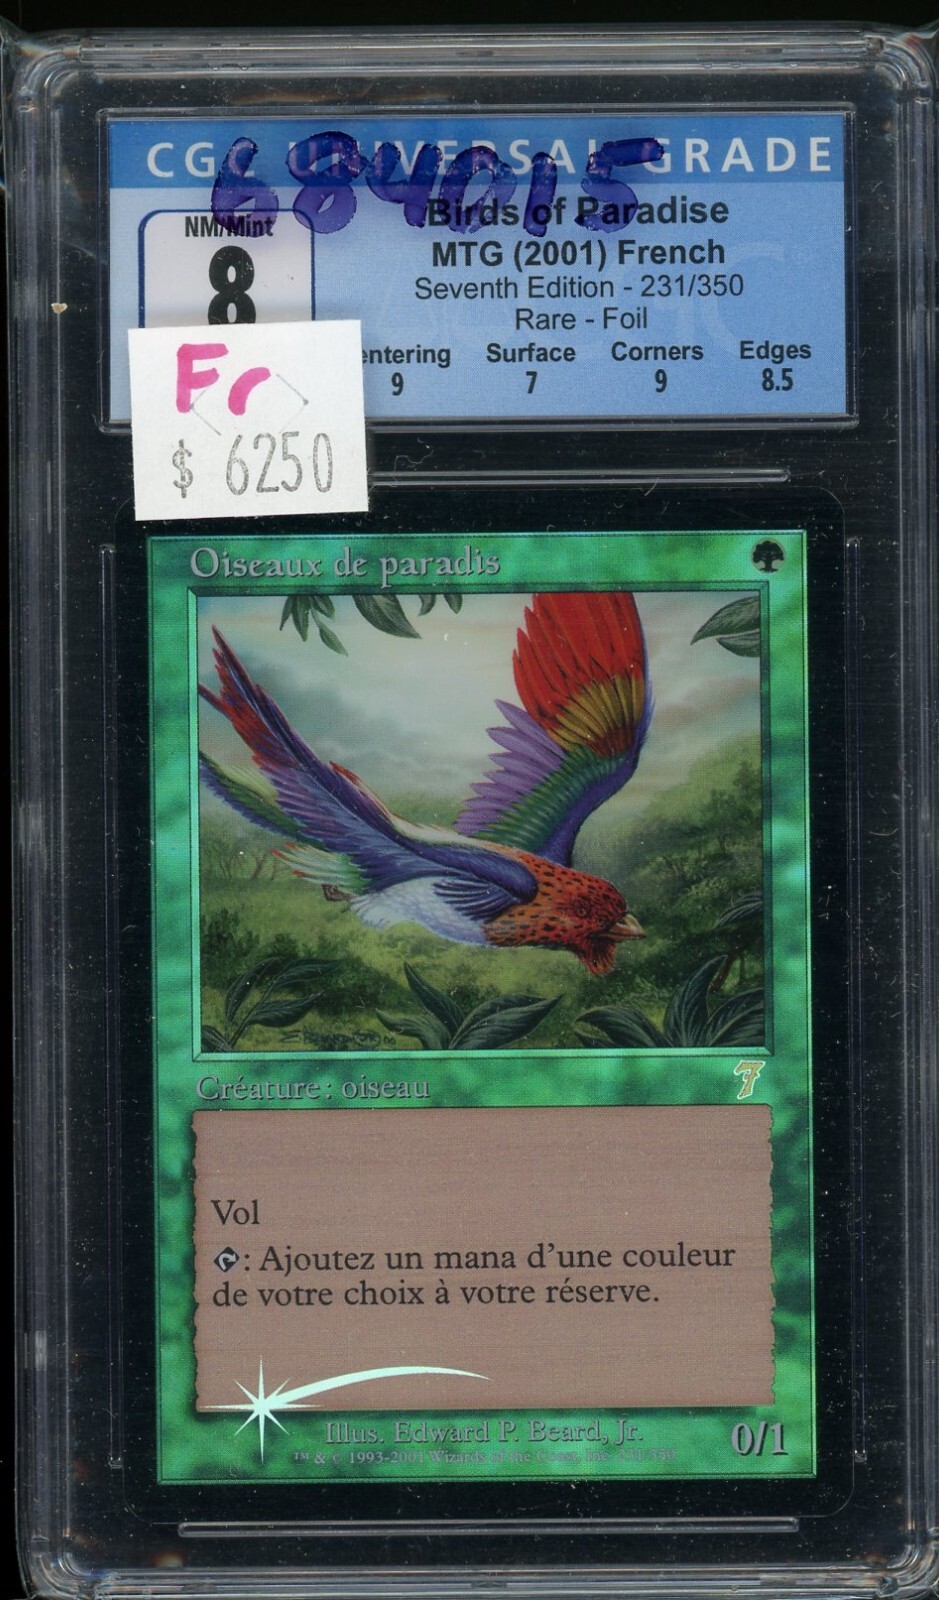 CGC UNIVERSAL GRADE
684015
NM/Mint
8
Birds of Paradise
MTG (2001) French
Seventh Edition - 231/350
Rare - Foil
entering Surface Corners Edges
9 7 9 8.5
Fr
$ 6250
Oiseaux de paradis
Créature : oiseau
7
Vol
: Ajoutez un mana d'une couleur
de votre choix à votre réserve.
Illus. Edward P. Beard, Jr.
0/1
™ & © 1993-2001 Wizards of the Coast, Inc. 231/350